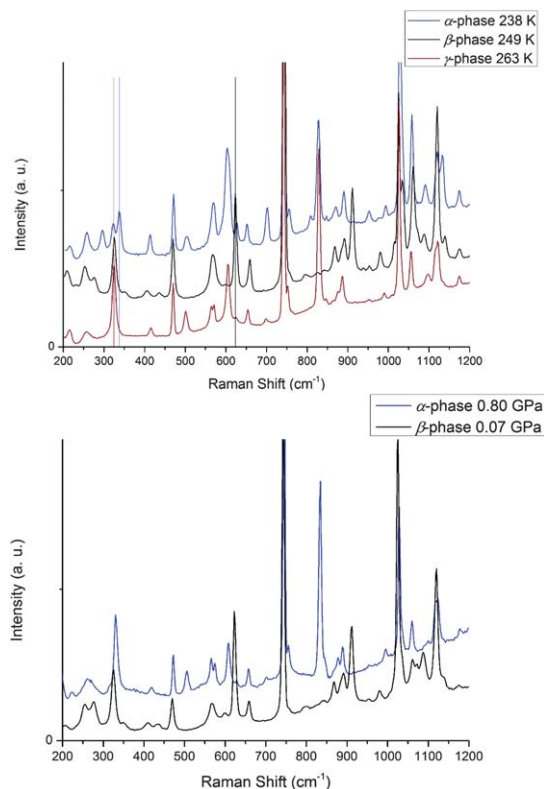 α-phase 238 K
β-phase 249 K
γ-phase 263 K
Intensity (a. u.)
0
200 300 400 500 600 700 800 900 1000 1100 1200
Raman Shift (cm⁻¹)
α-phase 0.80 GPa
β-phase 0.07 GPa
Intensity (a. u.)
0
200 300 400 500 600 700 800 900 1000 1100 1200
Raman Shift (cm⁻¹)